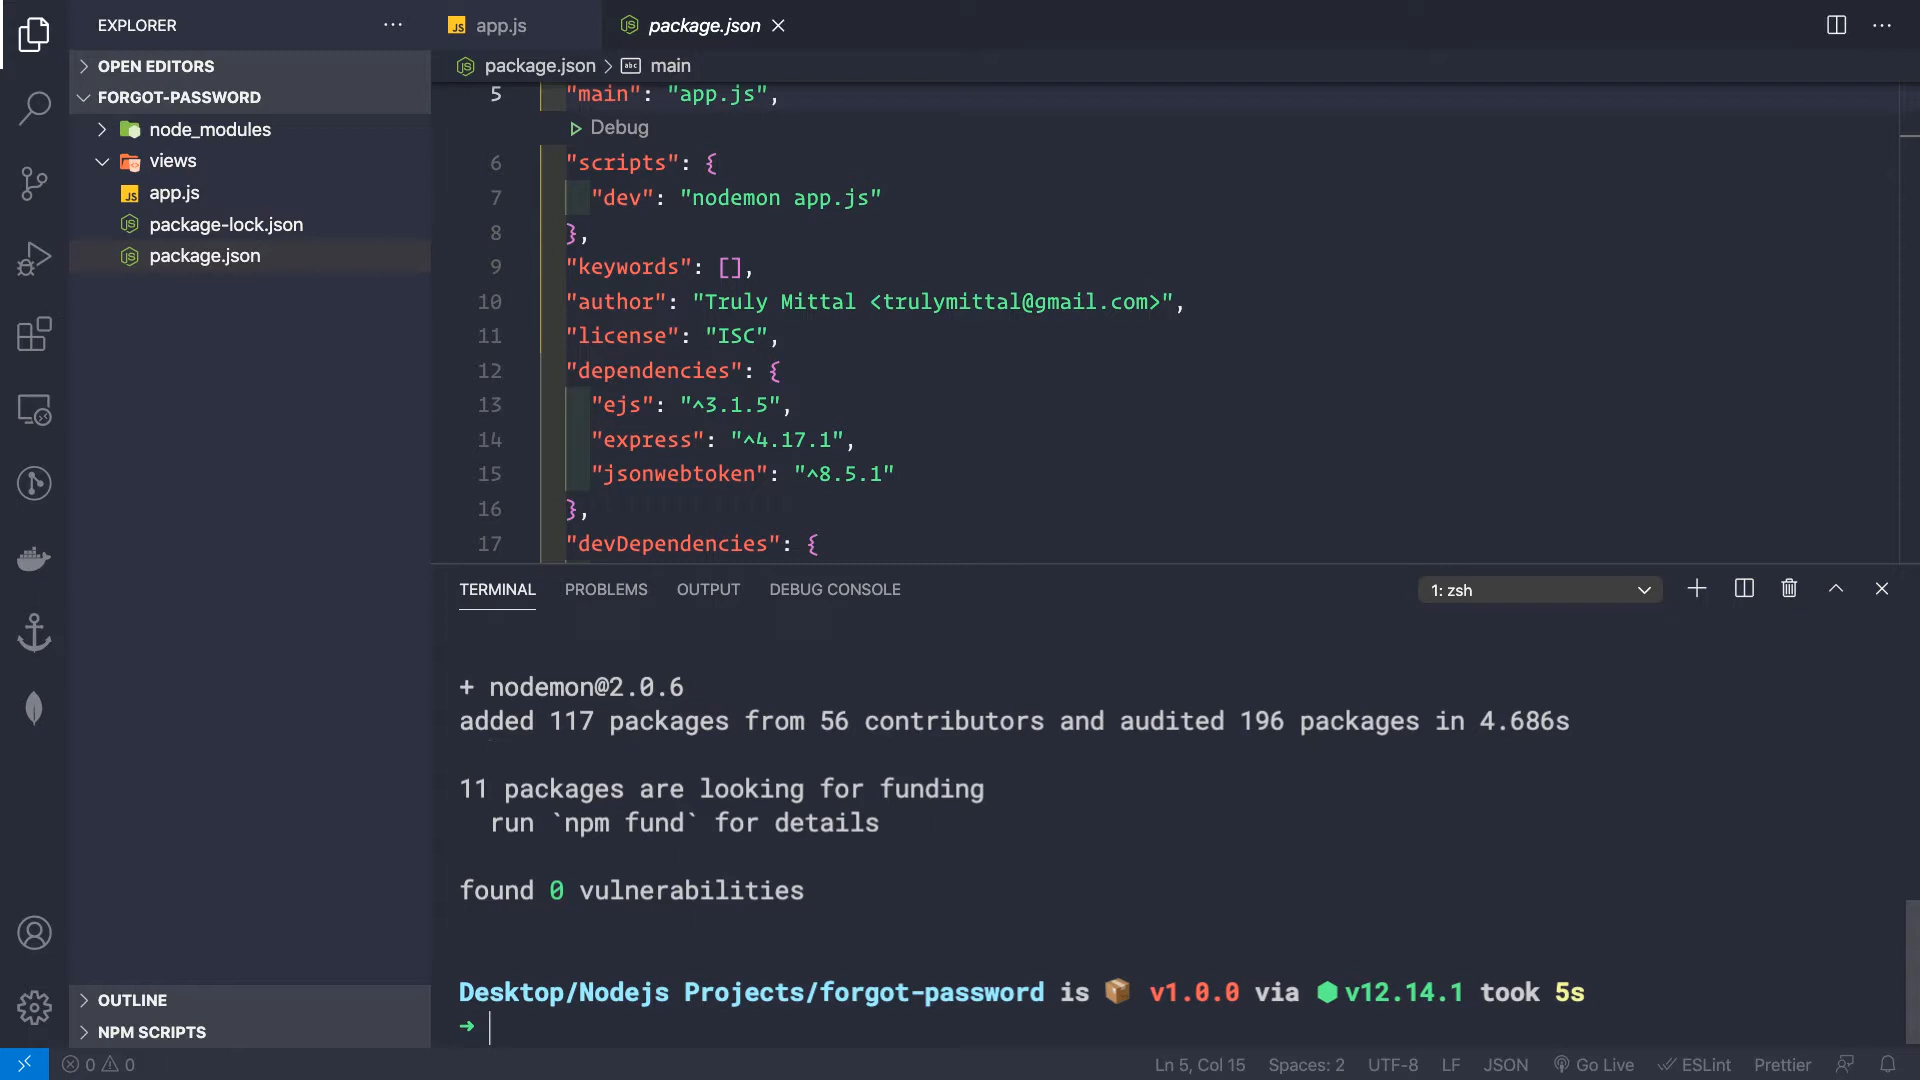 EXPLORER
OPEN EDITORS
FORGOT-PASSWORD
node_modules
views
JS app.js
package-lock.json
package.json
OUTLINE
NPM SCRIPTS
JS app.js
package.json
package.json > abc main
5 "main": "app.js",
Debug
6 "scripts": {
7 "dev": "nodemon app.js"
8 },
9 "keywords": [],
10 "author": "Truly Mittal <trulymittal@gmail.com>",
11 "license": "ISC",
12 "dependencies": {
13 "ejs": "^3.1.5",
14 "express": "^4.17.1",
15 "jsonwebtoken": "^8.5.1"
16 },
17 "devDependencies": {
TERMINAL PROBLEMS OUTPUT DEBUG CONSOLE 1: zsh
+ nodemon@2.0.6
added 117 packages from 56 contributors and audited 196 packages in 4.686s
11 packages are looking for funding
run `npm fund` for details
found 0 vulnerabilities
Desktop/Nodejs Projects/forgot-password is 📦 v1.0.0 via ⬢ v12.14.1 took 5s
➜
0 0 Ln 5, Col 15 Spaces: 2 UTF-8 LF JSON Go Live ESLint Prettier